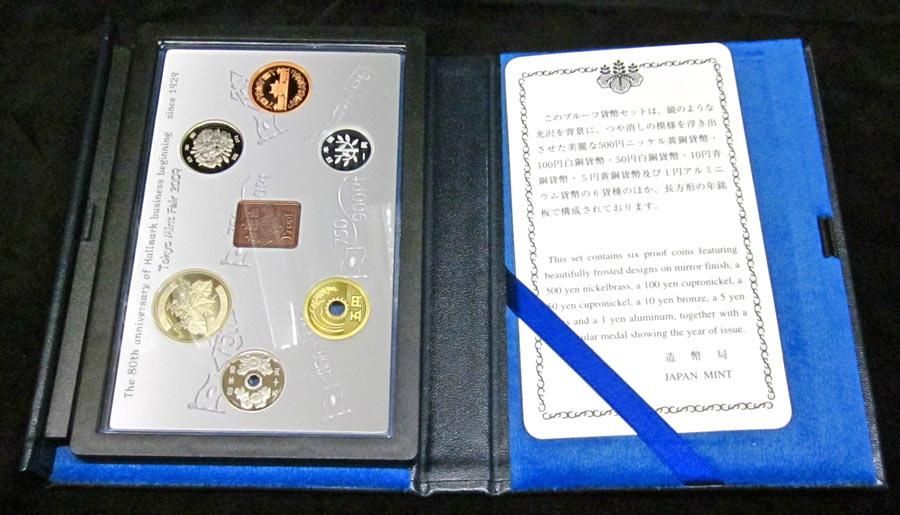 The 80th anniversary of Hallmark business beginning since 1929
Tokyo Mint Fair 2009
日本国
五円
このプルーフ貨幣セットは、鏡のような
光沢を背景に、つや消しの模様を浮き出
させた美麗な500円ニッケル黄銅貨幣・
100円白銅貨幣・50円白銅貨幣・10円青
銅貨幣・5円黄銅貨幣及び1円アルミニ
ウム貨幣の6貨種のほか、長方形の年銘
板で構成されております。
This set contains six proof coins featuring
beautifully frosted designs on mirror finish; a
500 yen nickelbrass, a 100 yen cupronickel, a
yen cupronickel, a 10 yen bronze, a 5 yen
and a 1 yen aluminum, together with a
medal showing the year of issue.
造幣局
JAPAN MINT